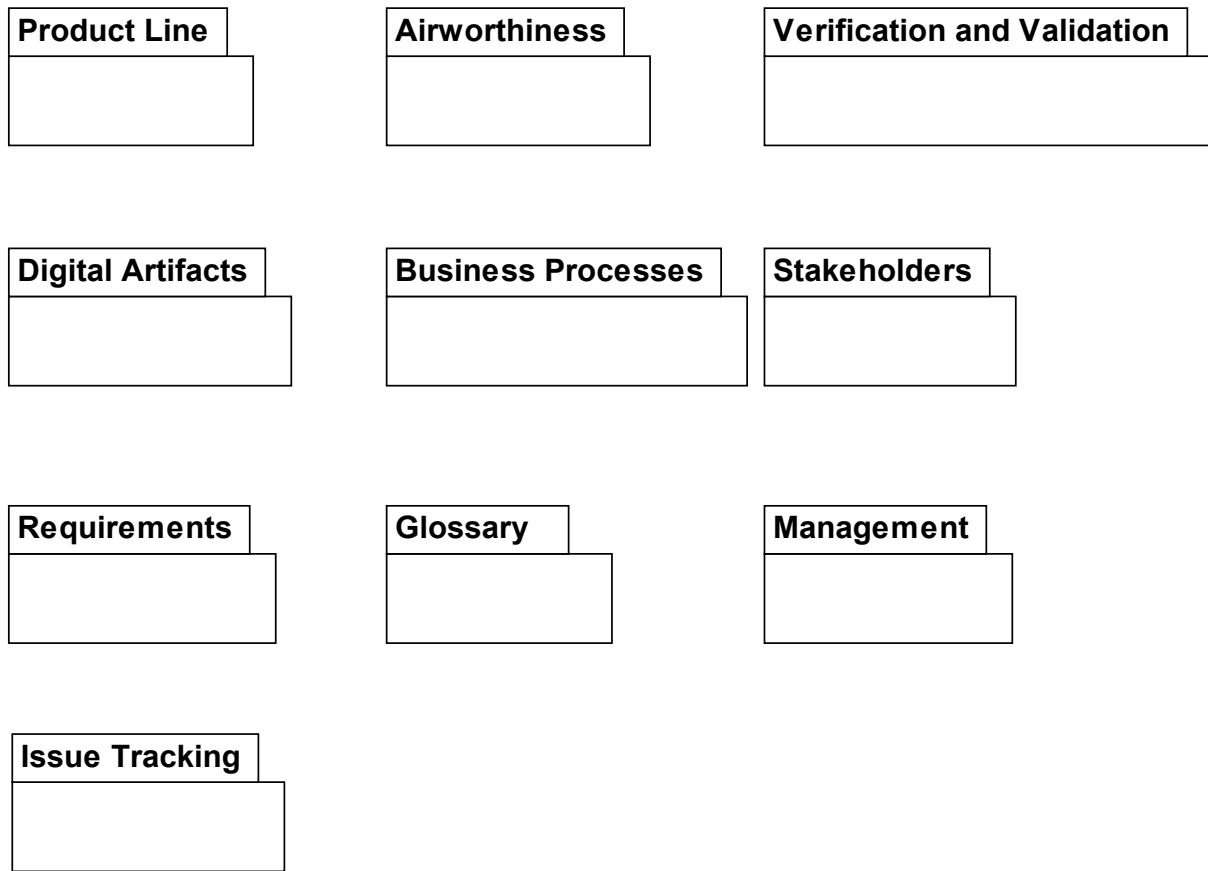 Product Line
Airworthiness
Verification and Validation
Digital Artifacts
Business Processes
Stakeholders
Requirements
Glossary
Management
Issue Tracking